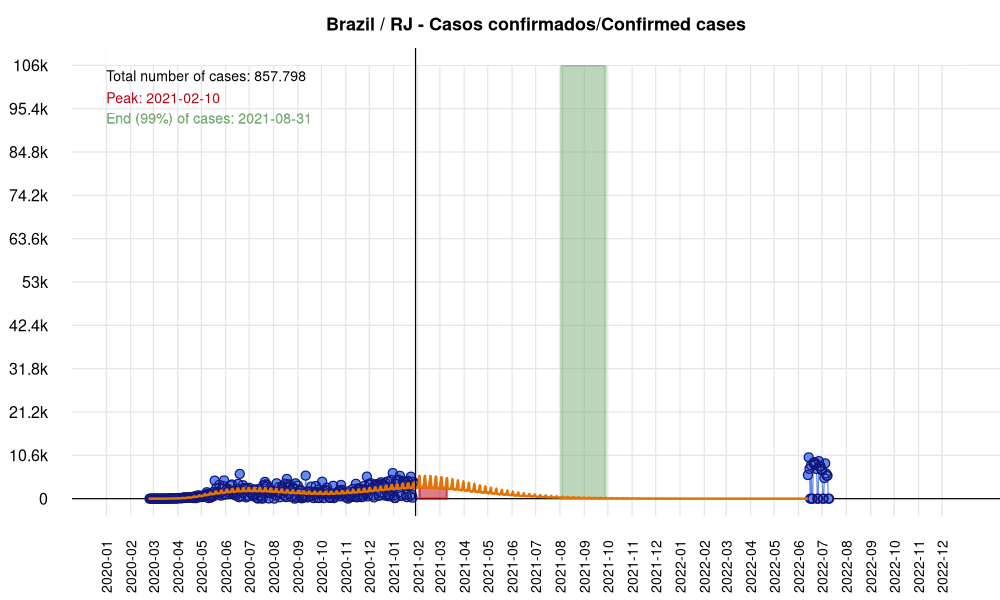 Brazil / RJ - Casos confirmados/Confirmed cases
106k
Total number of cases: 857.798
Peak: 2021-02-10
95.4k
End (99%) of cases: 2021-08-31
84.8k
74.2k
63.6k
53k
42.4k
31.8k
21.2k
10.6k
0
2020-01
2020-02
2020-03
2020-04
2020-05
2020-06
2020-07
2020-08
2020-09
2020-10
2020-11
2020-12
2021-01
2021-02
2021-03
2021-04
2021-05
2021-06
2021-07
2021-08
2021-09
2021-10
2021-11
2021-12
2022-01
2022-02
2022-03
2022-04
2022-05
2022-06
2022-07
2022-08
2022-09
2022-10
2022-11
2022-12